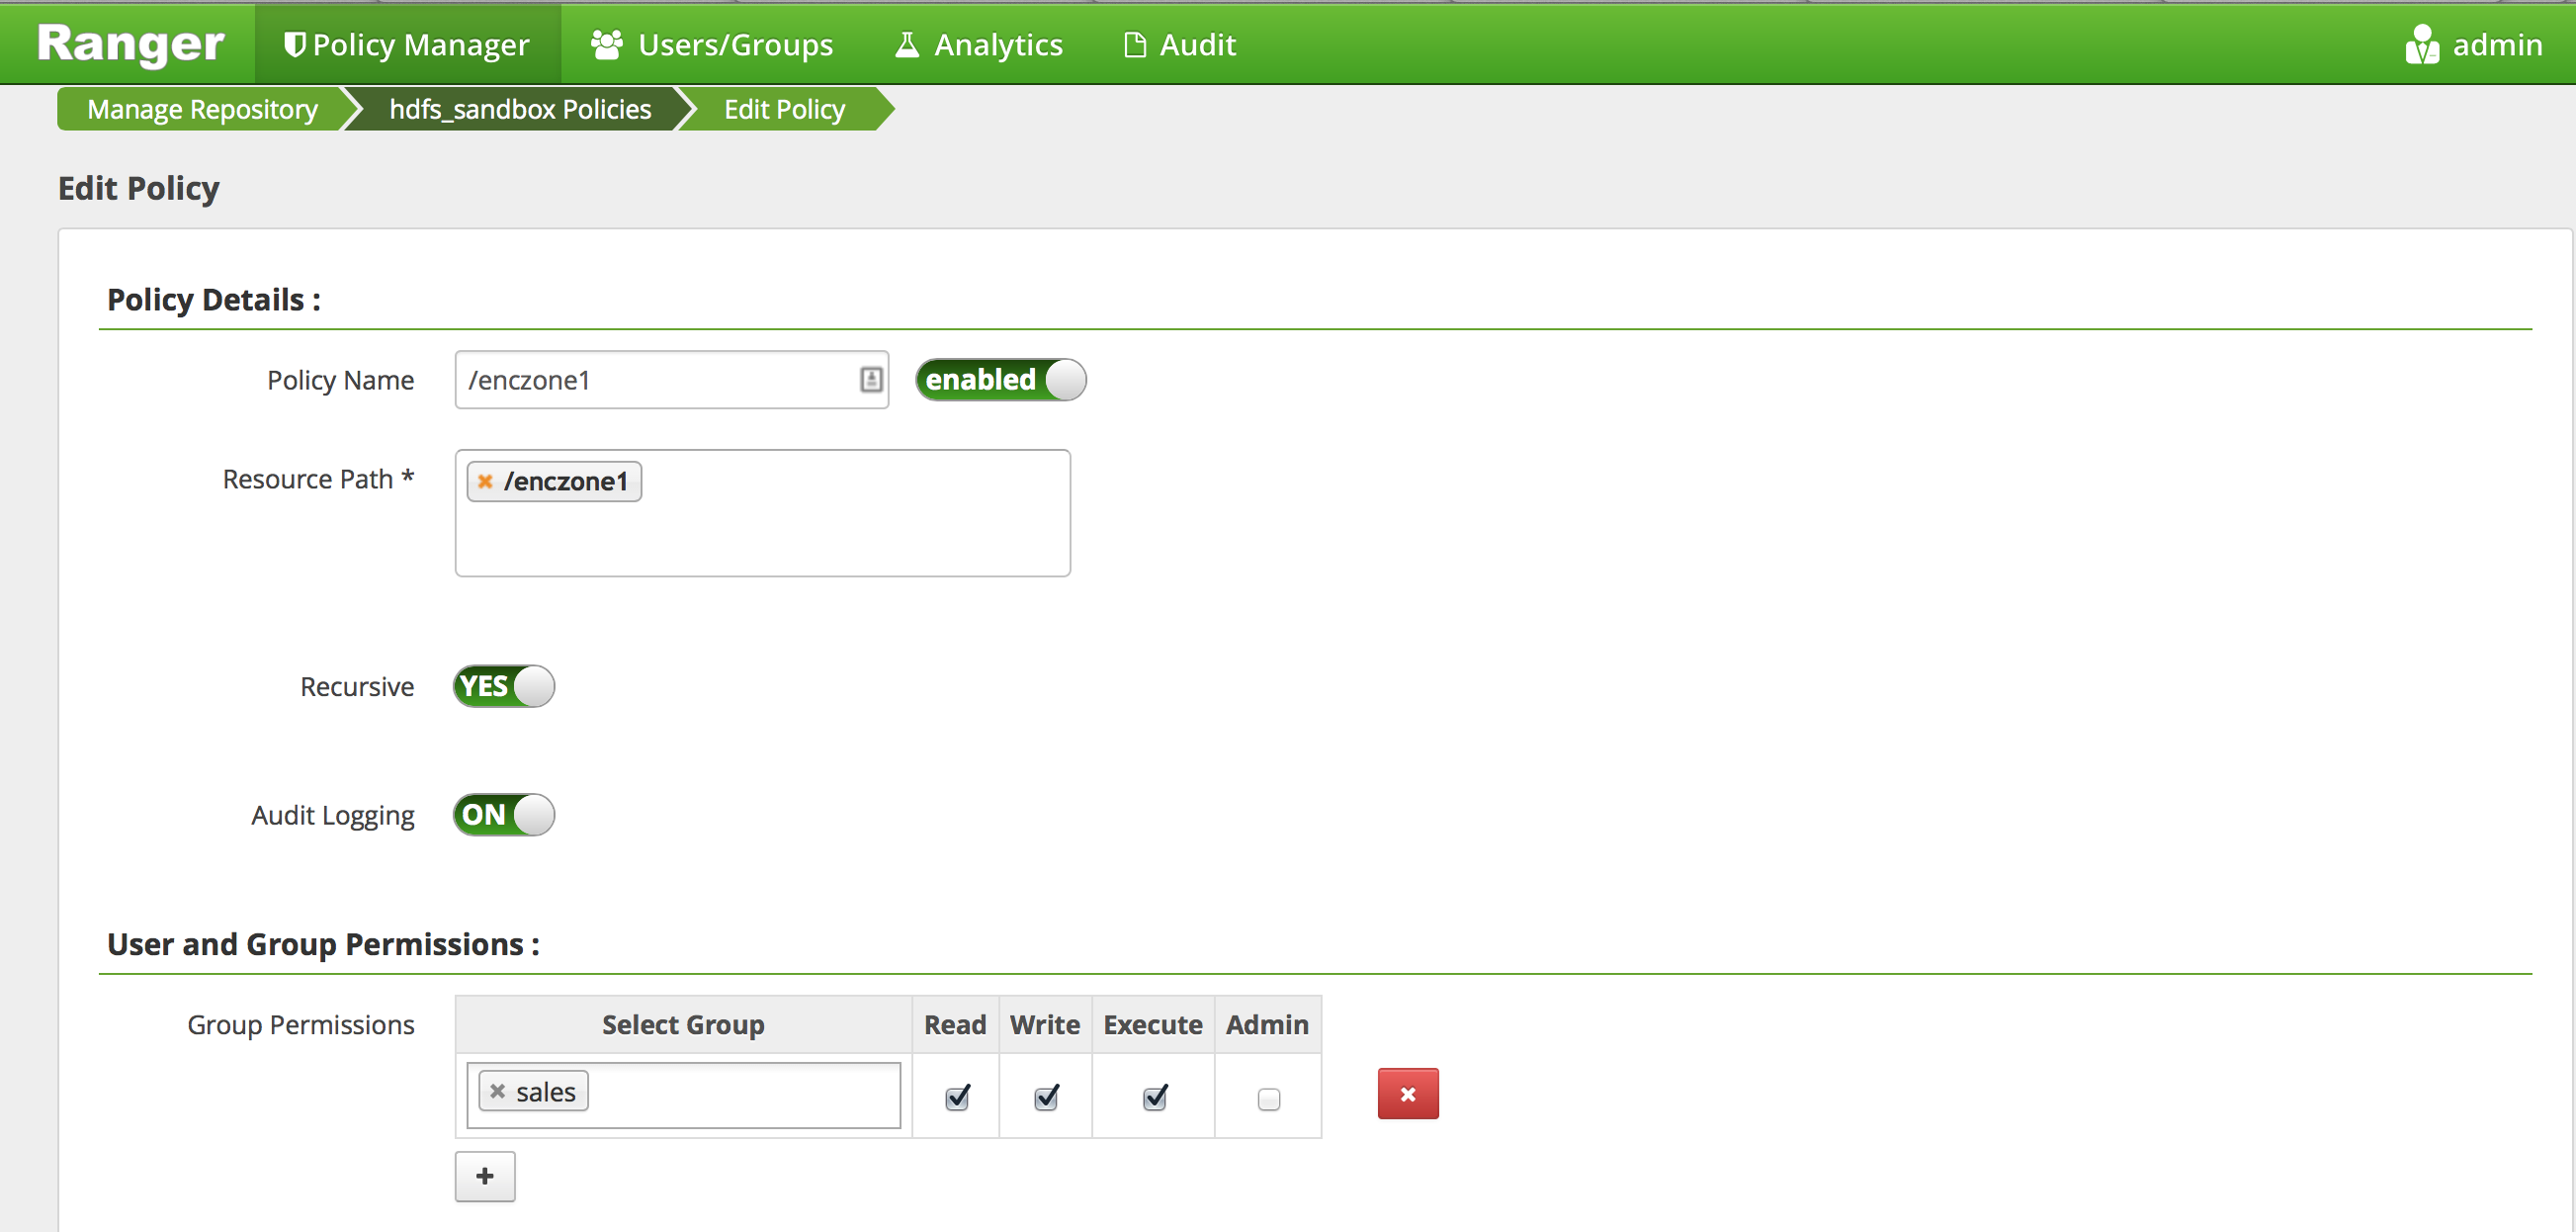 Ranger Policy Manager Users/Groups Analytics Audit admin
Manage Repository hdfs_sandbox Policies Edit Policy
Edit Policy
Policy Details :
Policy Name /enczone1 enabled
Resource Path * /enczone1
Recursive YES
Audit Logging ON
User and Group Permissions :
Group Permissions Select Group Read Write Execute Admin
sales